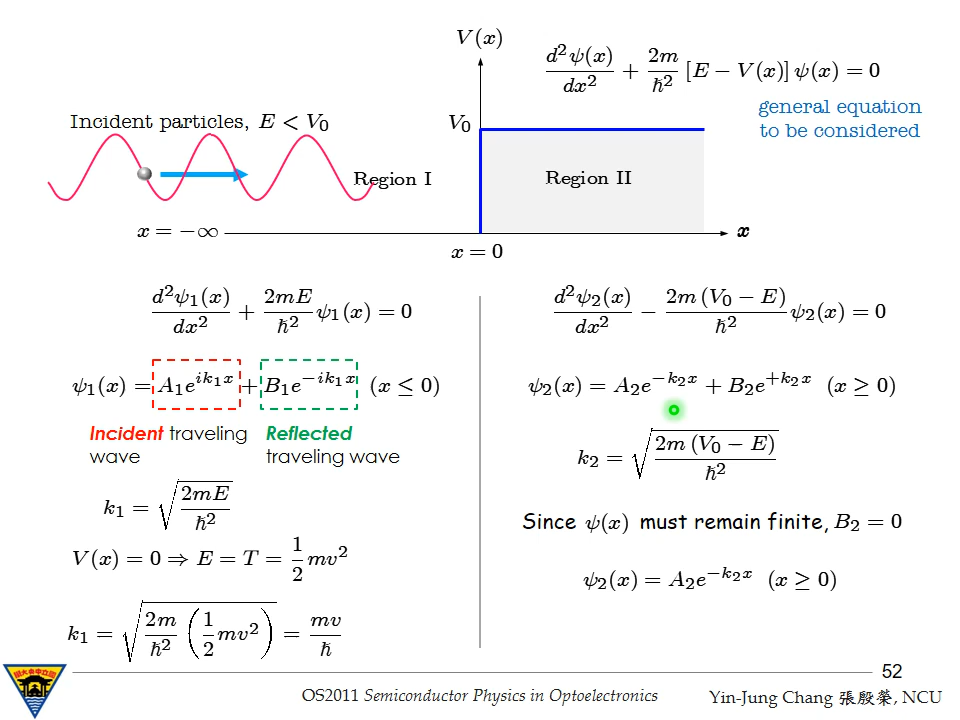 V(x)
d²ψ(x)/dx² + 2m/ħ² [E − V(x)] ψ(x) = 0
general equation
to be considered
Incident particles, E < V₀
V₀
Region I
Region II
x = −∞
x
x = 0
d²ψ₁(x)/dx² + 2mE/ħ² ψ₁(x) = 0
ψ₁(x) = A₁e^{ik₁x} + B₁e^{−ik₁x} (x ≤ 0)
Incident traveling
wave
Reflected
traveling wave
k₁ = √(2mE/ħ²)
V(x) = 0 ⇒ E = T = 1/2 mv²
k₁ = √(2m/ħ² (1/2 mv²)) = mv/ħ
d²ψ₂(x)/dx² − 2m(V₀ − E)/ħ² ψ₂(x) = 0
ψ₂(x) = A₂e^{−k₂x} + B₂e^{+k₂x} (x ≥ 0)
k₂ = √(2m(V₀ − E)/ħ²)
Since ψ(x) must remain finite, B₂ = 0
ψ₂(x) = A₂e^{−k₂x} (x ≥ 0)
52
OS2011 Semiconductor Physics in Optoelectronics
Yin-Jung Chang 張殷榮, NCU